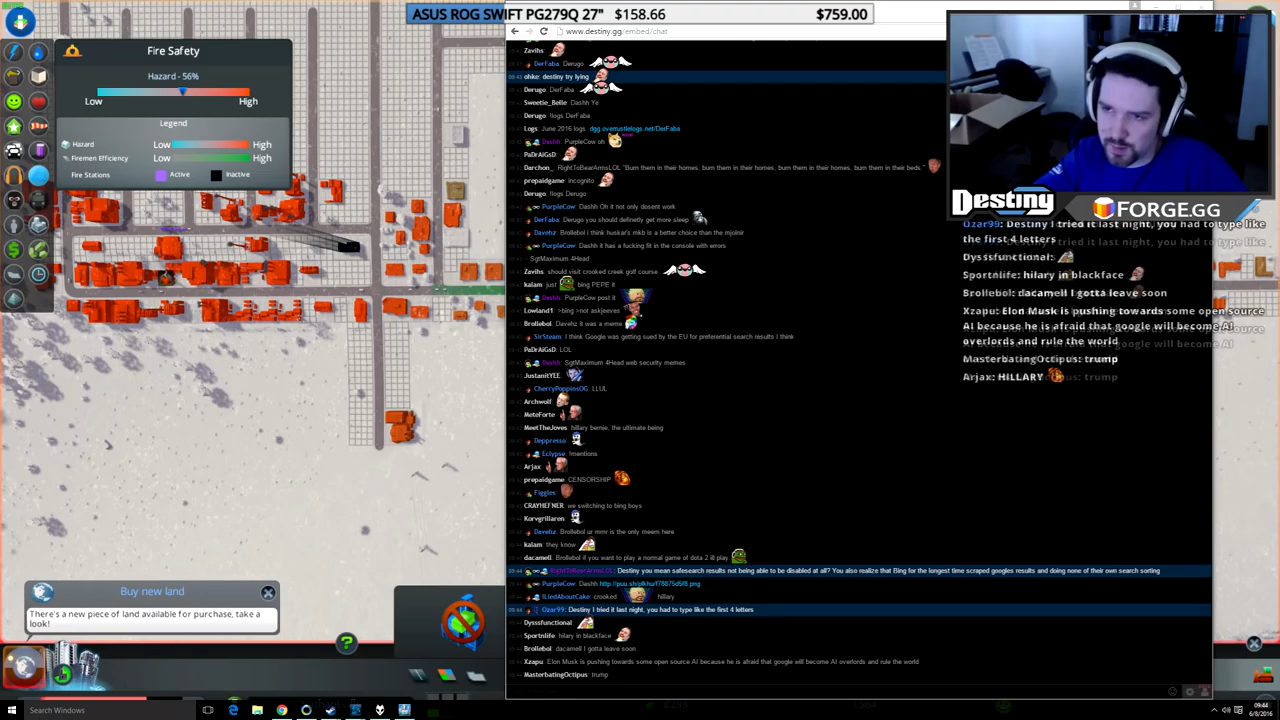 ASUS ROG SWIFT PG279Q 27" $158.66 $759.00
www.destiny.gg/embed/chat
Fire Safety
Hazard - 56%
Low High
Legend
Hazard Low High
Firemen Efficiency Low High
Fire Stations Active Inactive
Buy new land
There's new piece of land available for purchase, take a
look!
Zavihs:
DerFaba: Derugo
ohke: destiny try lying
Derugo: DerFaba
Sweetie_Belle: Dashh Ye
Derugo: !logs DerFaba
Logs: June 2016 logs. dgg.overrustlelogs.net/DerFaba
Dashh: PurpleCow oh
PaDrAiGsD:
Darchon_: RightToBearArmsLOL "Burn them in their homes, burn them in their homes, burn them in their homes, burn them in their beds."
prepaidgame: incognito
Derugo: !logs Derugo
PurpleCow: Dashh Oh it not only dosent work
DerFaba: Derugo you should definetly get more sleep
Davehz: Brollebol i think huskar's mkb is a better choice than the mjolnir
PurpleCow: Dashh it has a fucking fit in the console with errors
SgtMaximum 4Head
Zavihs: should visit crooked creek golf course
kalam: just bing PEPE it
Dashh: PurpleCow post it
Lowland1: >bing >not askjeeves
Brollebol: Davehz it was a meme
SirSteam: I think Google was getting sued by the EU for preferential search results I think
PaDrAiGsD: LOL
Dashh: SgtMaximum 4Head web security memes
JustanitYEE:
CherryPoppinsOG: LLUL
Archwolf:
MeteForte:
MeetTheJoves: hillary bernie, the ultimate being
Deppresso:
Eclypse: !mentions
Arjax:
prepaidgame: CENSORSHIP
Figgles:
CRAYHEFNER: we switching to bing boys
Korvgrillaren:
Davehz: Brollebol ur mmr is the only meem here
kalam: they know
dacamell: Brollebol if you want to play a normal game of dota 2 ill play
09:44 RightToBearArmsLOL: Destiny you mean safesearch results not being able to be disabled at all? You also realize that Bing for the longest time scraped googles results and doing none of their own search sorting
PurpleCow: Dashh http://puu.sh/plkhu/f78875d5f8.png
ILiedAboutCake: crooked hillary
09:44 Ozar99: Destiny I tried it last night, you had to type like the first 4 letters
Dysssfunctional:
Sportnlife: hilary in blackface
Brollebol: dacamell I gotta leave soon
Xzapu: Elon Musk is pushing towards some open source AI because he is afraid that google will become AI overlords and rule the world
MasterbatingOctipus: trump
Destiny FORGE.GG
Ozar99: Destiny I tried it last night, you had to type like
the first 4 letters
Dysssfunctional:
Sportnlife: hilary in blackface
Brollebol: dacamell I gotta leave soon
Xzapu: Elon Musk is pushing towards some open source
AI because he is afraid that google will become AI
overlords and rule the world
MasterbatingOctipus: trump
Arjax: HILLARY
Search Windows
09:44
6/8/2016